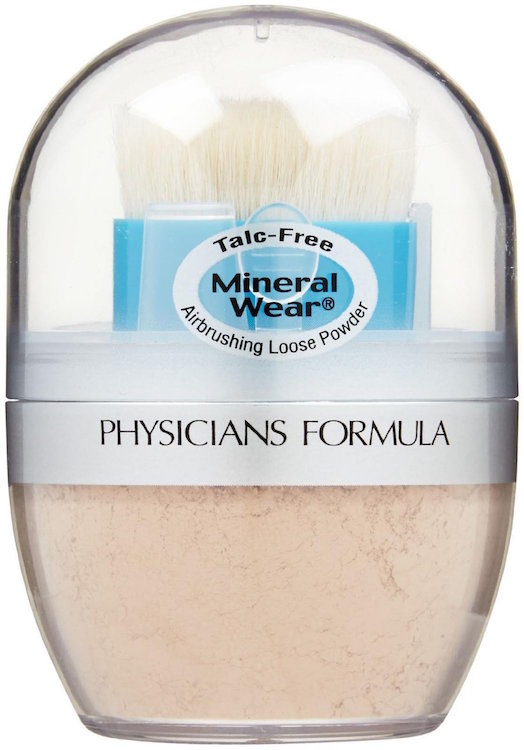 Talc-Free
Mineral
Wear®
Airbrushing Loose Powder
PHYSICIANS FORMULA